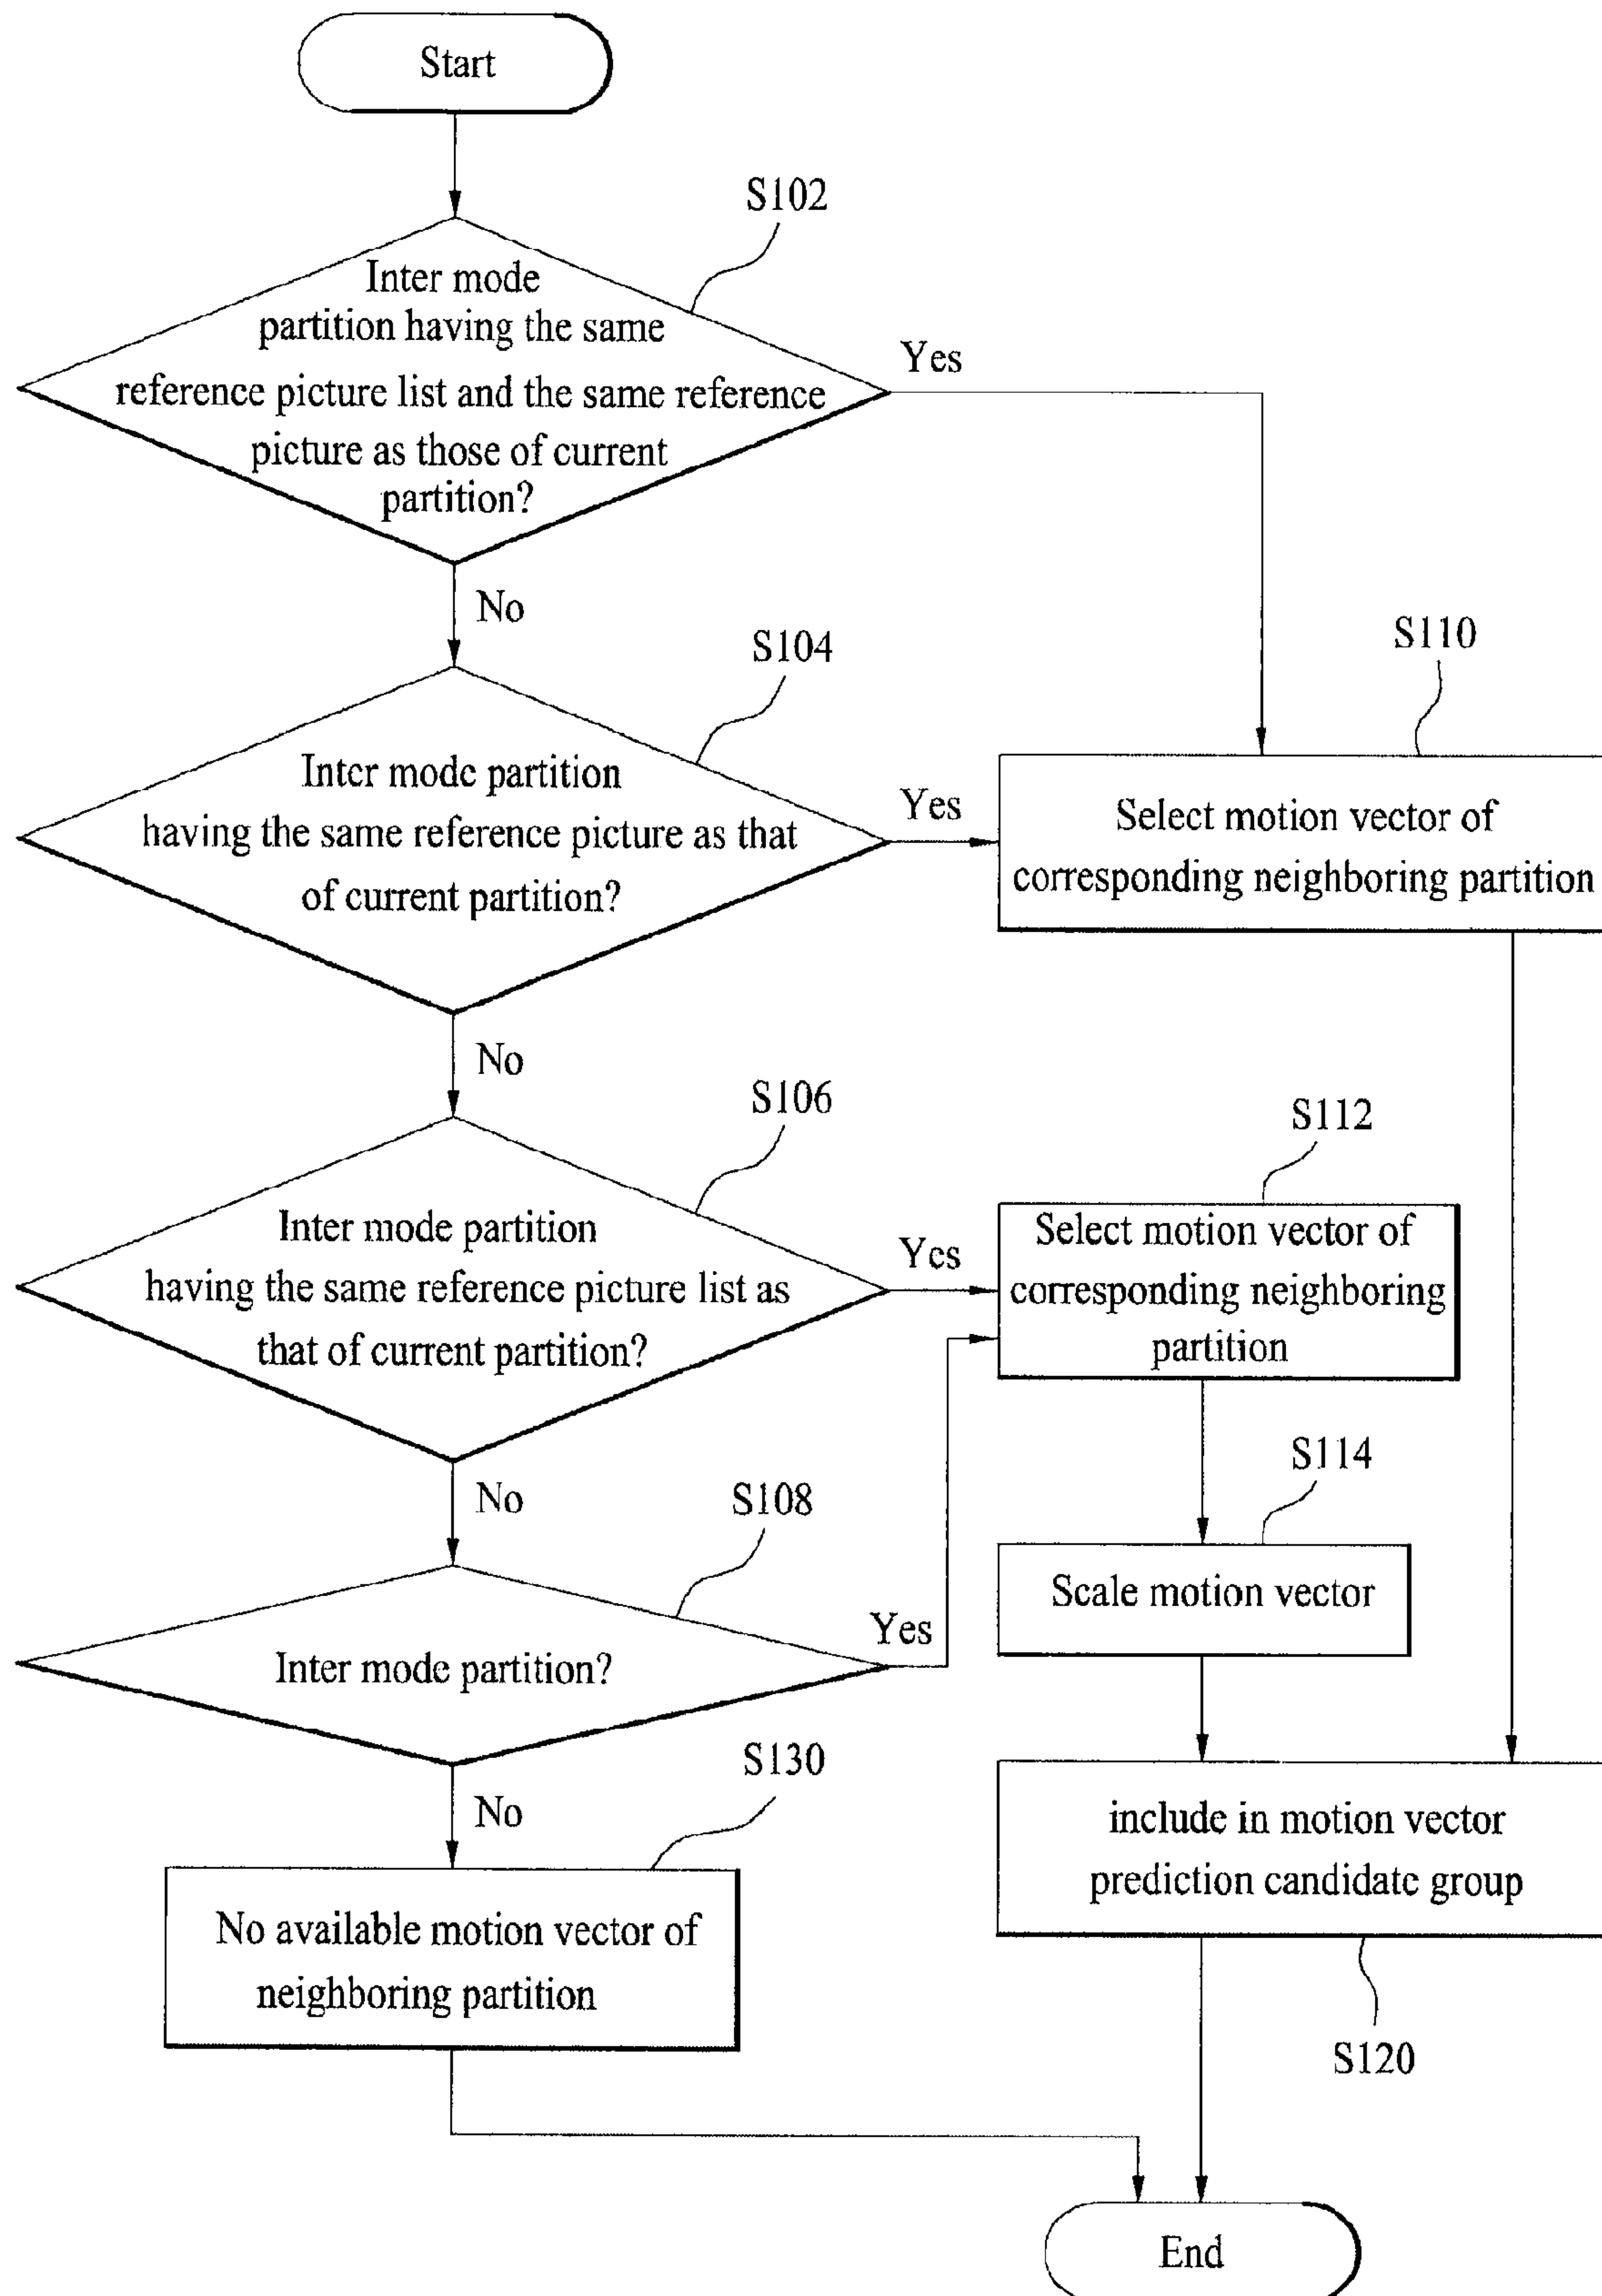 Start
S102
Inter mode
partition having the same
reference picture list and the same reference
picture as those of current
partition?
Yes
No
S104
Inter mode partition
having the same reference picture as that
of current partition?
Yes
S110
Select motion vector of
corresponding neighboring partition
No
S106
Inter mode partition
having the same reference picture list as
that of current partition?
Yes
S112
Select motion vector of
corresponding neighboring
partition
No
S108
Inter mode partition?
Yes
S114
Scale motion vector
No
S130
No available motion vector of
neighboring partition
include in motion vector
prediction candidate group
S120
End